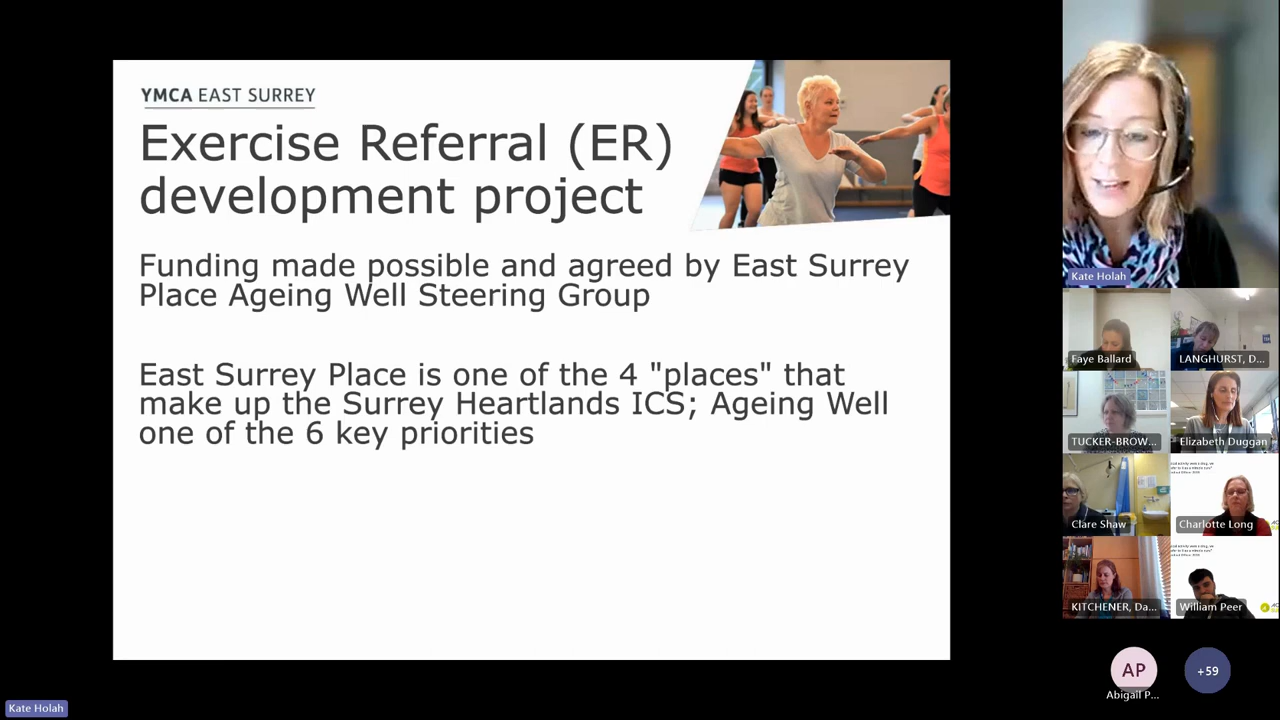 YMCA EAST SURREY
Exercise Referral (ER)
development project
Funding made possible and agreed by East Surrey
Place Ageing Well Steering Group
East Surrey Place is one of the 4 "places" that
make up the Surrey Heartlands ICS; Ageing Well
one of the 6 key priorities
Kate Holah
Faye Ballard
LANGHURST, D...
TUCKER-BROW...
Elizabeth Duggan
Clare Shaw
Charlotte Long
KITCHENER, Da...
William Peer
AP
Abigail P...
+59
Kate Holah